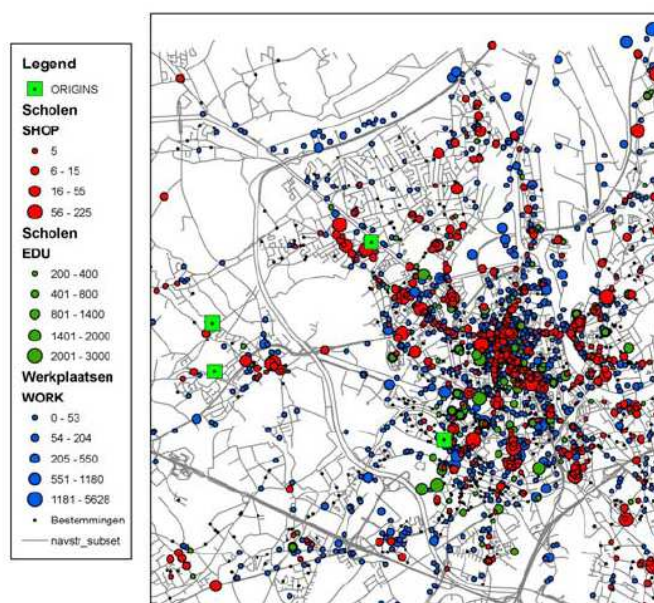 Legend
ORIGINS
Scholen
SHOP
5
6 - 15
16 - 55
56 - 225
Scholen
EDU
200 - 400
401 - 800
801 - 1400
1401 - 2000
2001 - 3000
Werkplaatsen
WORK
0 - 53
54 - 204
205 - 550
551 - 1180
1181 - 5628
Bestemmingen
navstr_subset